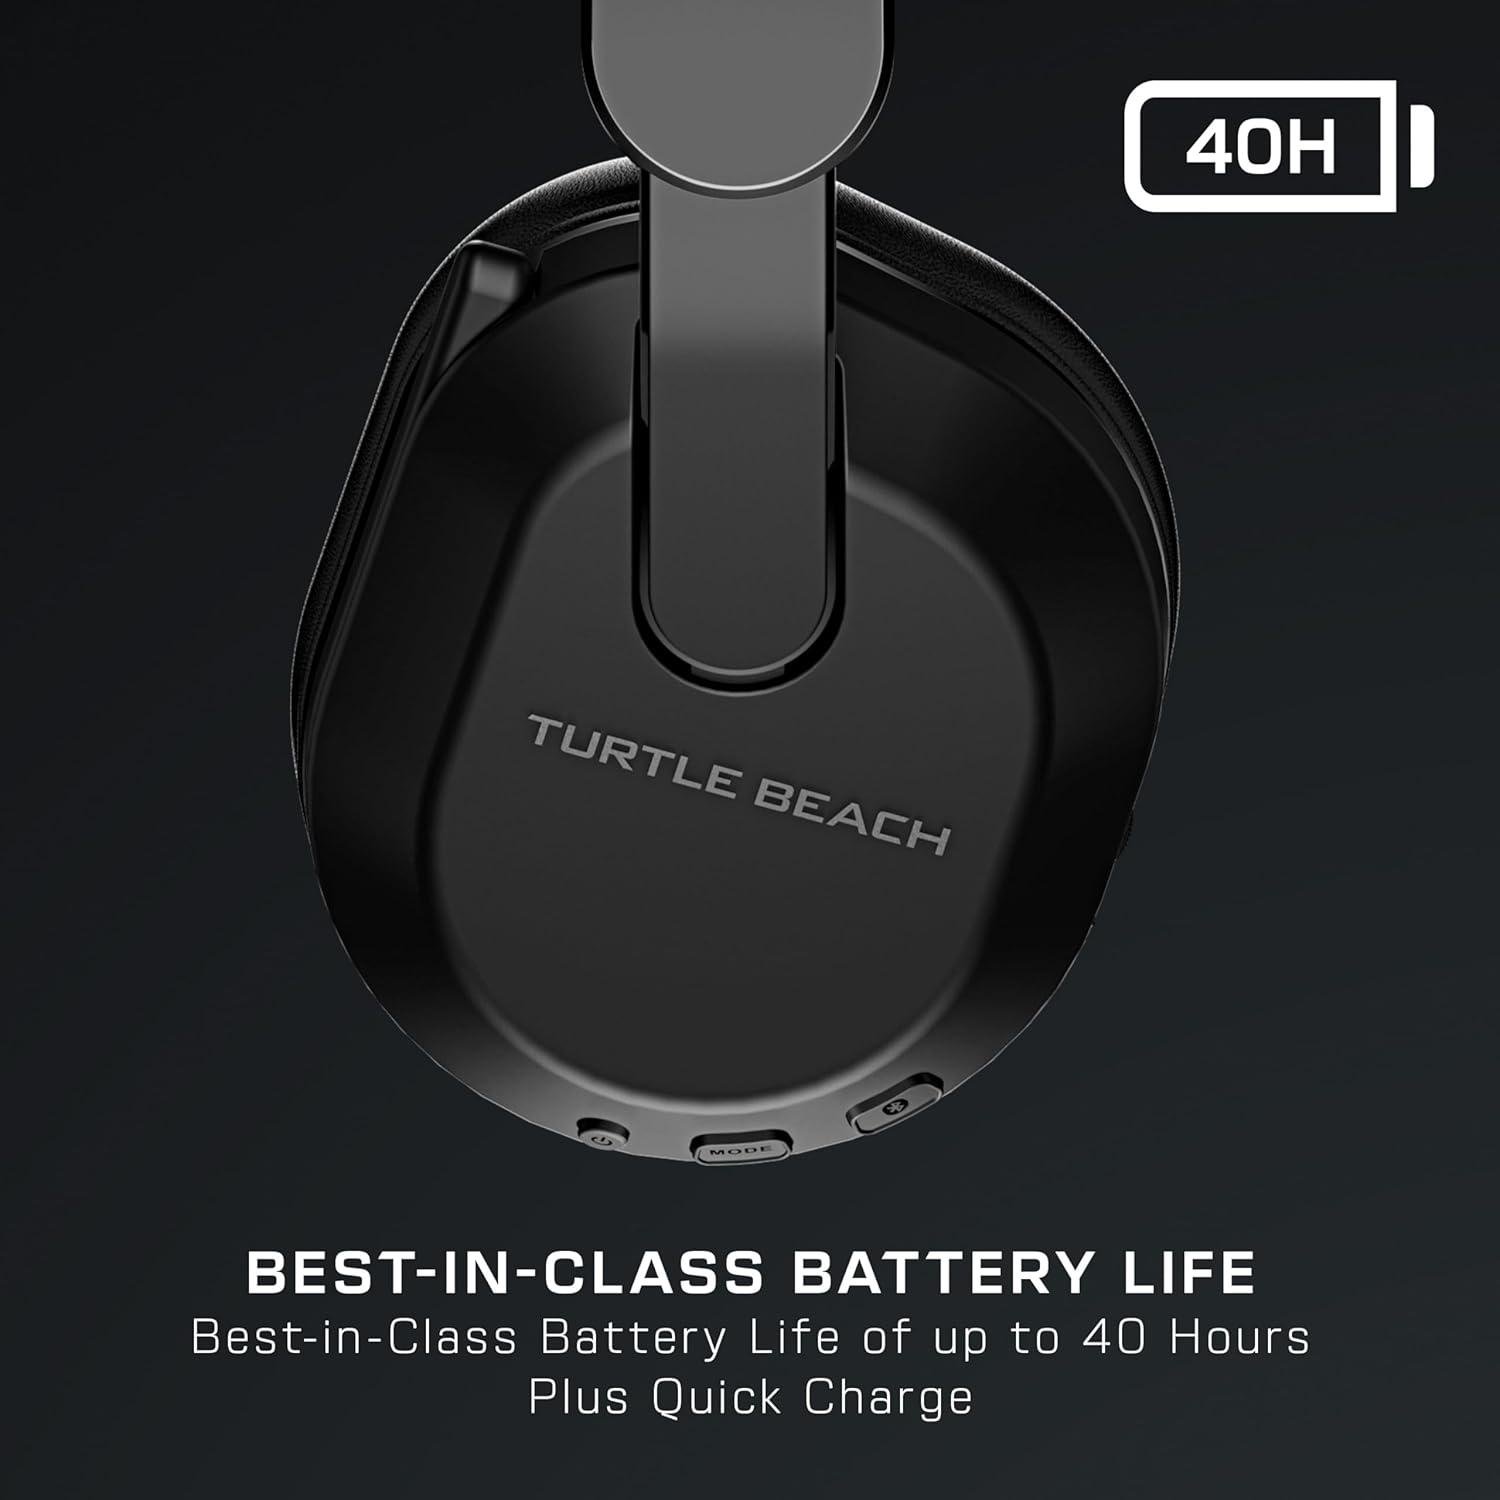 40H
TURTLE BEACH
MODE
BEST-IN-CLASS BATTERY LIFE
Best-in-Class Battery Life of up to 40 Hours
Plus Quick Charge